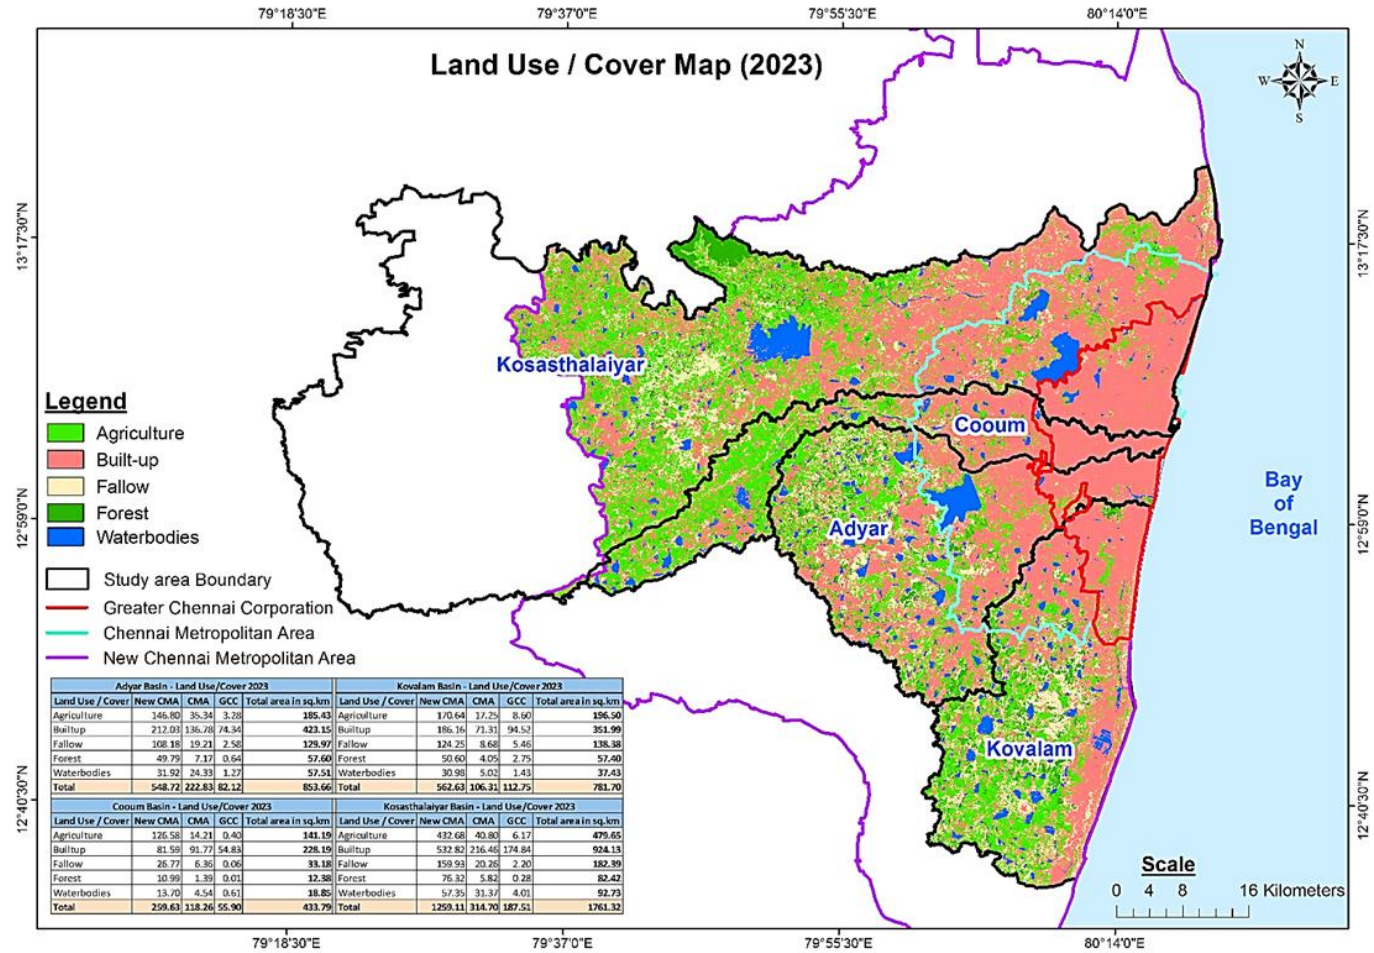 79°18'30"E 79°37'0"E 79°55'30"E 80°14'0"E
Land Use / Cover Map (2023)
N
W E
S
13°17'30"N 13°17'30"N
Kosasthalaiyar
Cooum
Adyar
Kovalam
Bay
of
Bengal
12°59'0"N 12°59'0"N
12°40'30"N 12°40'30"N
Legend
Agriculture
Built-up
Fallow
Forest
Waterbodies
Study area Boundary
Greater Chennai Corporation
Chennai Metropolitan Area
New Chennai Metropolitan Area
Adyar Basin - Land Use/Cover 2023
Land Use / Cover New CMA CMA GCC Total area in sq.km
Agriculture 146.80 35.34 3.28 185.43
Builtup 212.03 136.78 74.34 423.15
Fallow 108.18 19.21 2.58 129.97
Forest 49.79 7.17 0.64 57.60
Waterbodies 31.92 24.33 1.27 57.51
Total 548.72 222.83 82.12 853.66
Kovalam Basin - Land Use/Cover 2023
Land Use / Cover New CMA CMA GCC Total area in sq.km
Agriculture 170.64 17.25 8.60 196.50
Builtup 186.16 71.31 94.52 351.99
Fallow 124.25 8.68 5.46 138.38
Forest 50.60 4.05 2.75 57.40
Waterbodies 30.98 5.02 1.43 37.43
Total 562.63 106.31 112.75 781.70
Cooum Basin - Land Use/Cover 2023
Land Use / Cover New CMA CMA GCC Total area in sq.km
Agriculture 126.58 14.21 0.40 141.19
Builtup 81.59 91.77 54.83 228.19
Fallow 26.77 6.36 0.06 33.18
Forest 10.99 1.39 0.01 12.38
Waterbodies 13.70 4.54 0.61 18.85
Total 259.63 118.26 55.90 433.79
Kosasthalaiyar Basin - Land Use/Cover 2023
Land Use / Cover New CMA CMA GCC Total area in sq.km
Agriculture 432.68 40.80 6.17 479.65
Builtup 532.82 216.46 174.84 924.13
Fallow 159.93 20.26 2.20 182.39
Forest 76.32 5.82 0.28 82.42
Waterbodies 57.35 31.37 4.01 92.73
Total 1259.11 314.70 187.51 1761.32
Scale
0 4 8 16 Kilometers
79°18'30"E 79°37'0"E 79°55'30"E 80°14'0"E